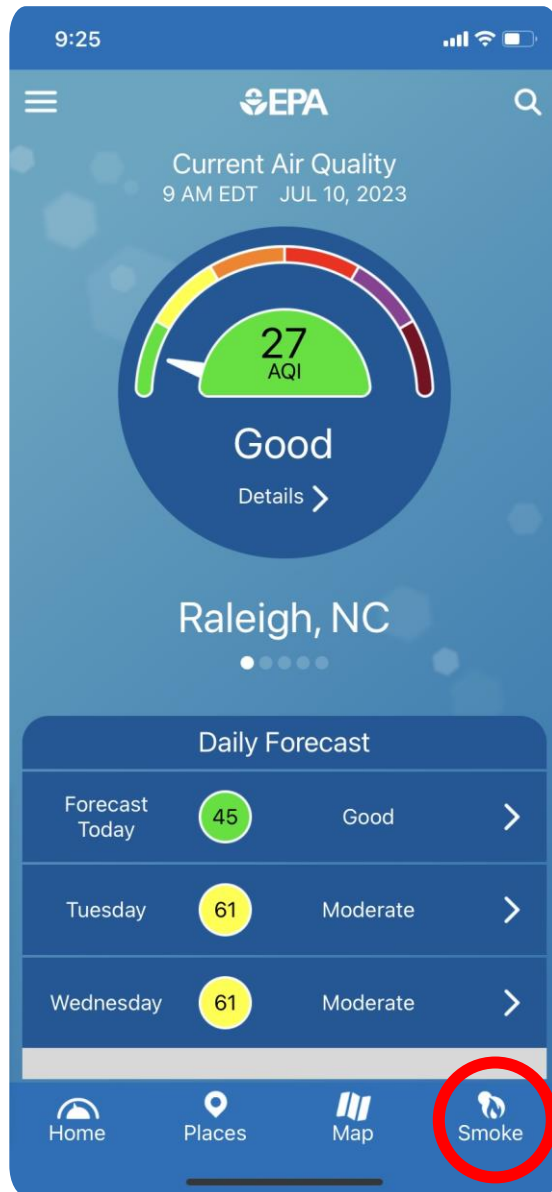 9:25
EPA
Current Air Quality
9 AM EDT JUL 10, 2023
27
AQI
Good
Details
Raleigh, NC
Daily Forecast
Forecast
Today
45
Good
Tuesday
61
Moderate
Wednesday
61
Moderate
Home
Places
Map
Smoke